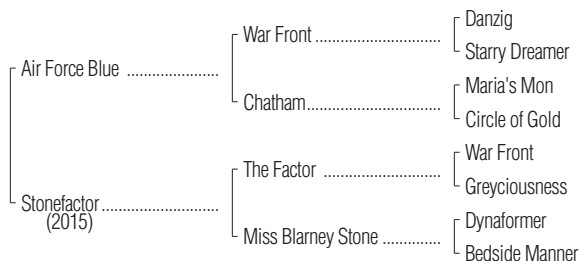 Danzig
War Front
Starry Dreamer
Air Force Blue
Maria's Mon
Chatham
Circle of Gold
War Front
The Factor
Greyciousness
Stonefactor
(2015)
Dynaformer
Miss Blarney Stone
Bedside Manner